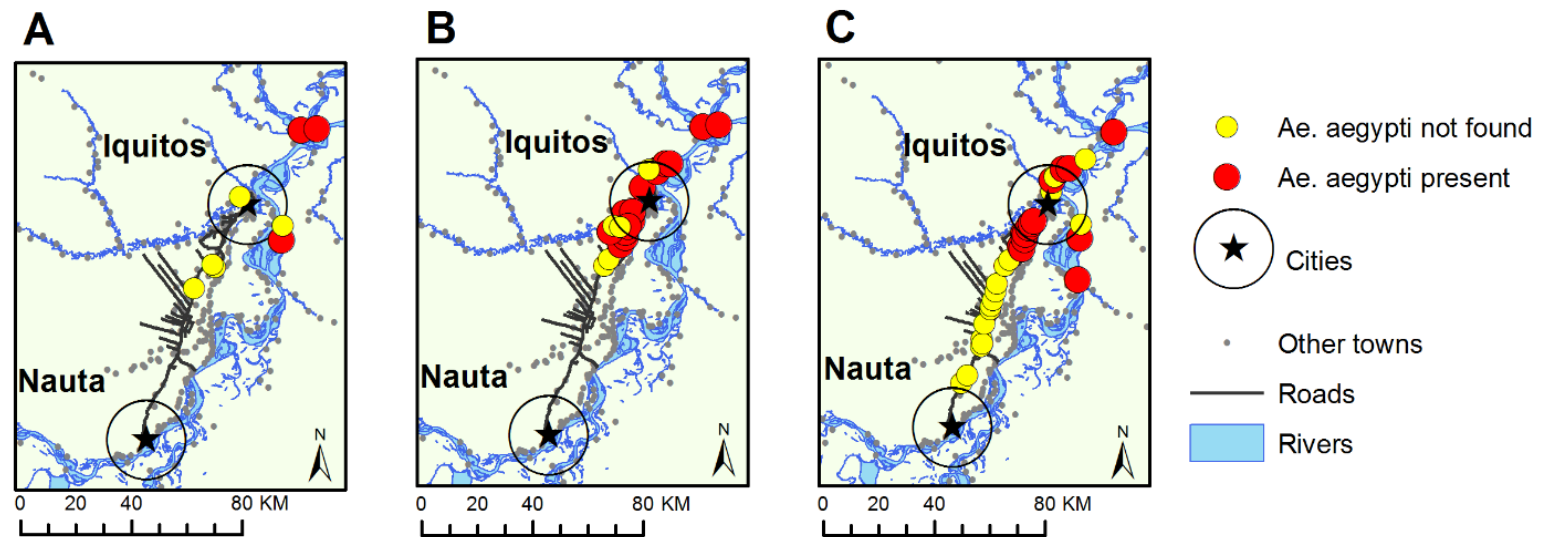 A
B
C
Iquitos
Nauta
N
0 20 40 80 KM
Iquitos
Nauta
N
0 20 40 80 KM
Iquitos
Nauta
N
0 20 40 80 KM
Ae. aegypti not found
Ae. aegypti present
Cities
Other towns
Roads
Rivers